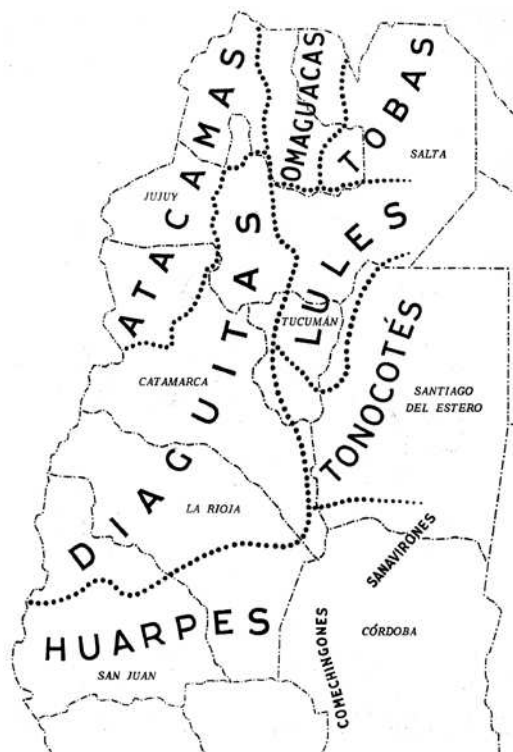 ATACAMAS
OMAGUACAS
TOBAS
SALTA
JUJUY
LULES
TUCUMÁN
DIAGUITAS
CATAMARCA
TONOCOTÉS
SANTIAGO
DEL ESTERO
LA RIOJA
SANAVIRONES
HUARPES
SAN JUAN
COMECHINGONES
CÓRDOBA